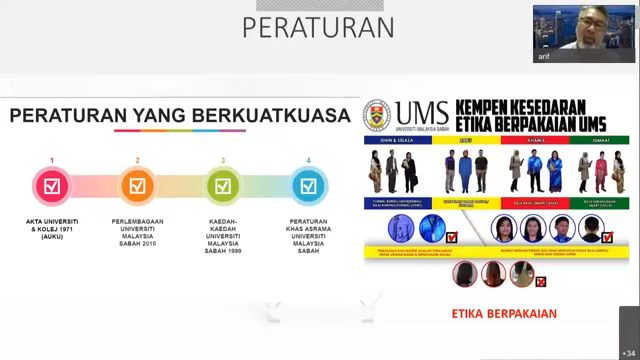 PERATURAN
arif
PERATURAN YANG BERKUATKUASA
1
AKTA UNIVERSITI
& KOLEJ 1971
(AUKU)
2
PERLEMBAGAAN
UNIVERSITI
MALAYSIA
SABAH 2010
3
KAEDAH-
KAEDAH
UNIVERSITI
MALAYSIA
SABAH 1999
4
PERATURAN
KHAS ASRAMA
UNIVERSITI
MALAYSIA
SABAH
UMS
UNIVERSITI MALAYSIA SABAH
KEMPEN KESEDARAN
ETIKA BERPAKAIAN UMS
ISNIN & SELASA
RABU
KHAMIS
JUMAAT
ETIKA BERPAKAIAN
+34